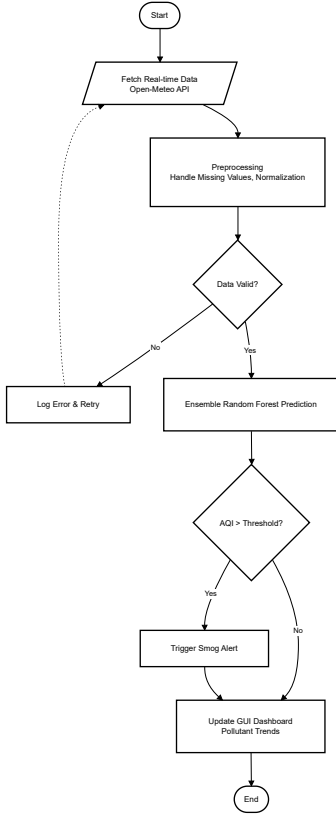 Start
Fetch Real-time Data
Open-Meteo API
Preprocessing
Handle Missing Values, Normalization
Data Valid?
No
Yes
Log Error & Retry
Ensemble Random Forest Prediction
AQI > Threshold?
Yes
No
Trigger Smog Alert
Update GUI Dashboard
Pollutant Trends
End